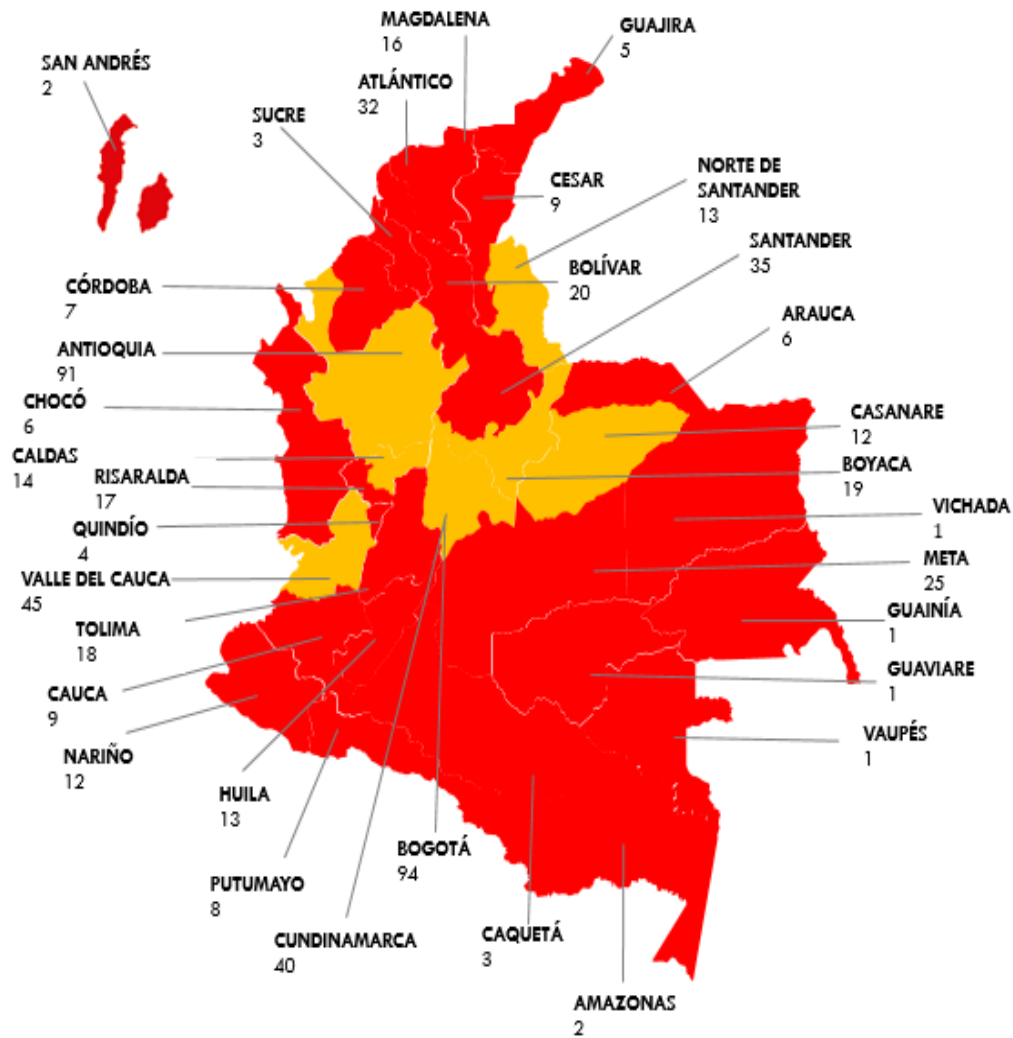 MAGDALENA
16
GUAJIRA
5
SAN ANDRÉS
2
ATLÁNTICO
32
SUCRE
3
NORTE DE
SANTANDER
13
CESAR
9
SANTANDER
35
BOLÍVAR
20
CÓRDOBA
7
ARAUCA
6
ANTIOQUIA
91
CHOCÓ
6
CASANARE
12
CALDAS
14
BOYACA
19
RISARALDA
17
VICHADA
1
QUINDÍO
4
META
25
VALLE DEL CAUCA
45
GUAINÍA
1
TOLIMA
18
GUAVIARE
1
CAUCA
9
VAUPÉS
1
NARIÑO
12
HUILA
13
BOGOTÁ
94
PUTUMAYO
8
CUNDINAMARCA
40
CAQUETÁ
3
AMAZONAS
2